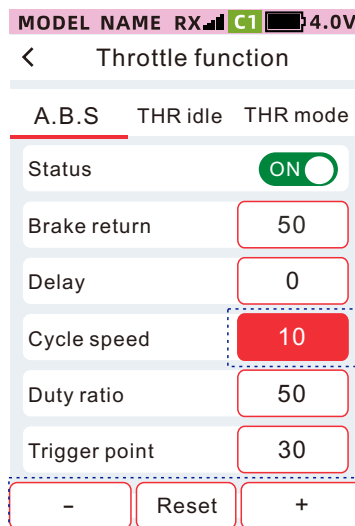 MODEL NAME RX C1 4.0V
< Throttle function
A.B.S THR idle THR mode
Status ON
Brake return 50
Delay 0
Cycle speed 10
Duty ratio 50
Trigger point 30
- Reset +